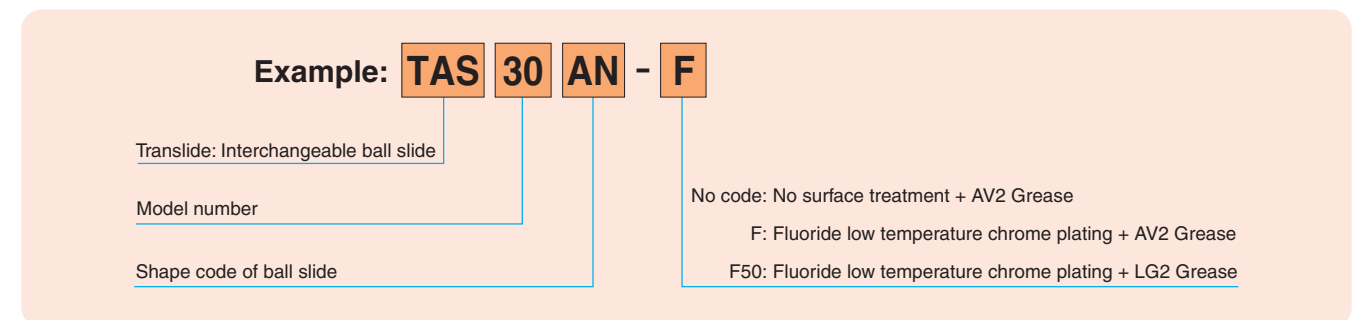 Example: TAS 30 AN - F
Translide: Interchangeable ball slide
Model number
Shape code of ball slide
No code: No surface treatment + AV2 Grease
F: Fluoride low temperature chrome plating + AV2 Grease
F50: Fluoride low temperature chrome plating + LG2 Grease